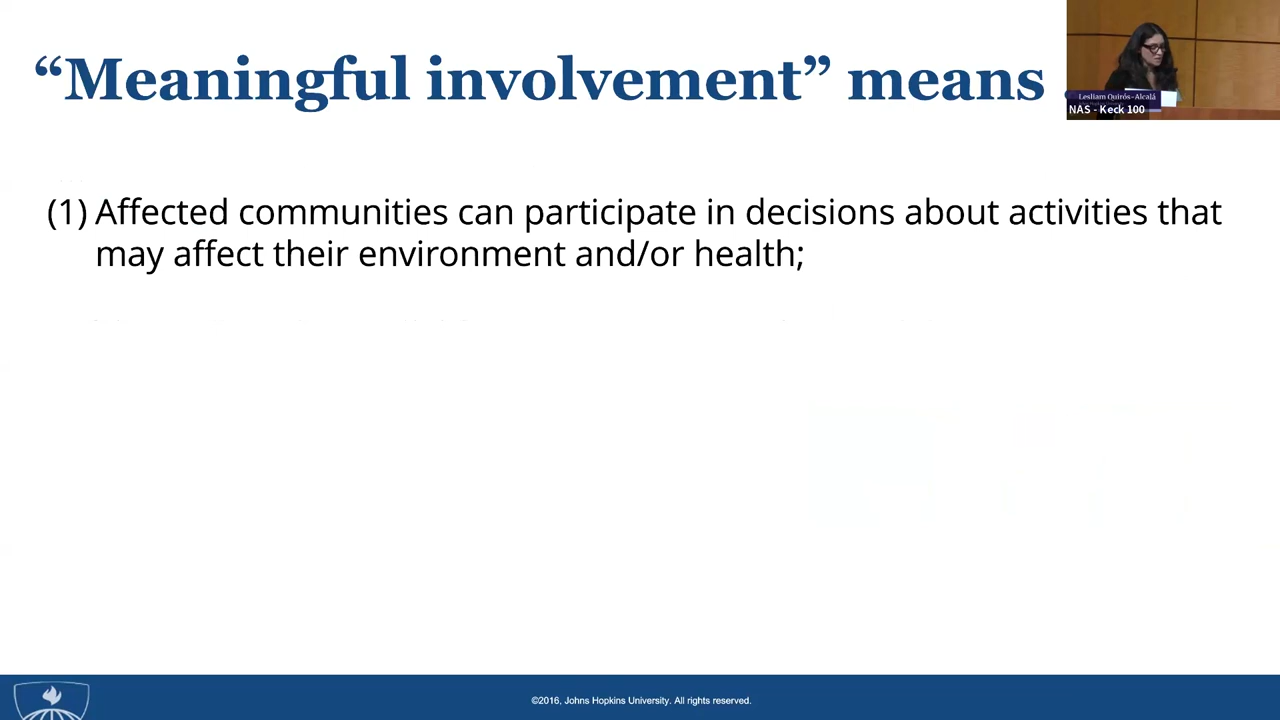 “Meaningful involvement” means
Lesliam Quirós-Alcalá
NAS - Keck 100
(1) Affected communities can participate in decisions about activities that
may affect their environment and/or health;
©2016, Johns Hopkins University. All rights reserved.